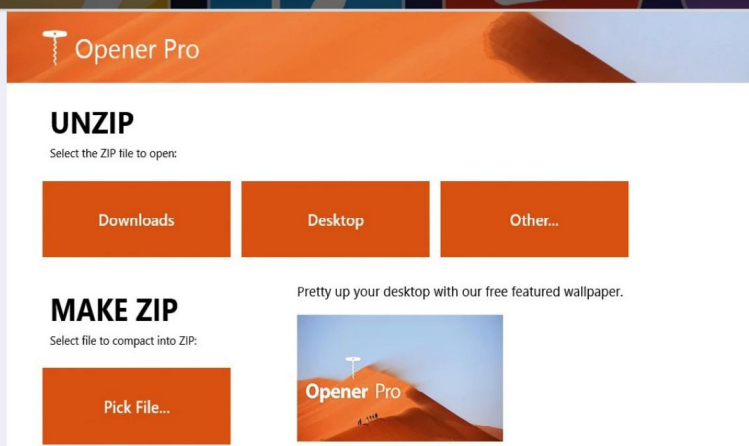 Opener Pro
UNZIP
Select the ZIP file to open:
Downloads
Desktop
Other...
MAKE ZIP
Select file to compact into ZIP:
Pick File...
Pretty up your desktop with our free featured wallpaper.
Opener Pro